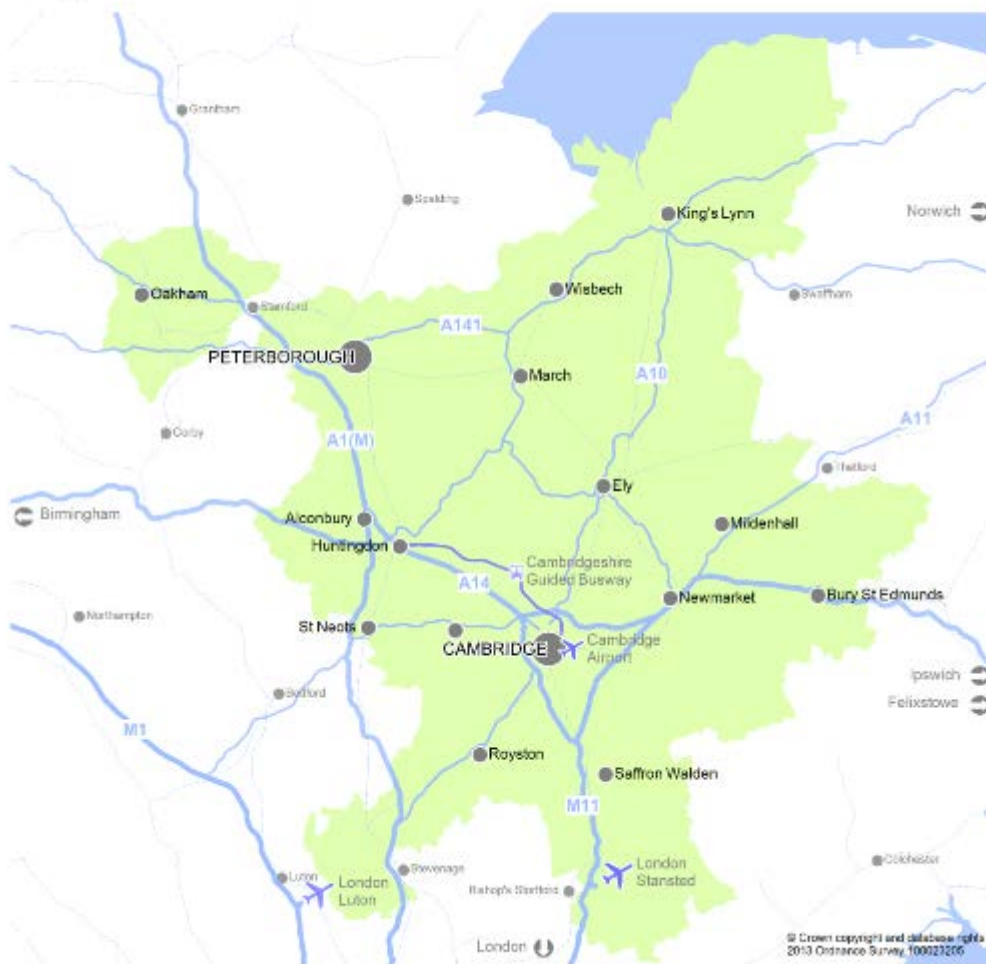 Grantham
Spalding
King's Lynn
Norwich
Oakham
Stamford
Wisbech
Swaffham
A141
PETERBOROUGH
March
A10
A11
Corby
A1(M)
Thetford
Ely
Birmingham
Alconbury
Mildenhall
Huntingdon
Cambridgeshire
Guided Busway
A14
Northampton
St Neots
Newmarket
Bury St Edmunds
CAMBRIDGE
Cambridge
Airport
Ipswich
Felixstowe
Bedford
M1
Royston
Saffron Walden
M11
Luton
London
Luton
Stevenage
Bishop's Stortford
London
Stansted
Colchester
London
© Crown copyright and database rights
2013 Ordnance Survey 100023205